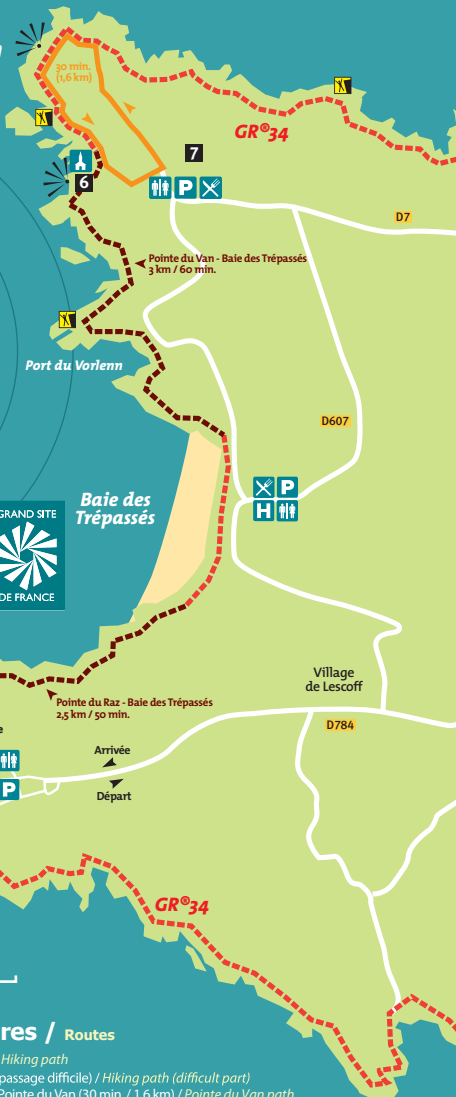 30 min.
(1,6 km)
GR®34
7
6
P
D7
Pointe du Van - Baie des Trépassés
3 km / 60 min.
Port du Vorlenn
D607
P
H
Baie des
Trépassés
GRAND SITE
DE FRANCE
Village
de Lescoff
Pointe du Raz - Baie des Trépassés
2,5 km / 50 min.
D784
Arrivée
P
Départ
GR®34
res / Routes
Hiking path
passage difficile) / Hiking path (difficult part)
Pointe du Van (30 min. / 1,6 km) / Pointe du Van path